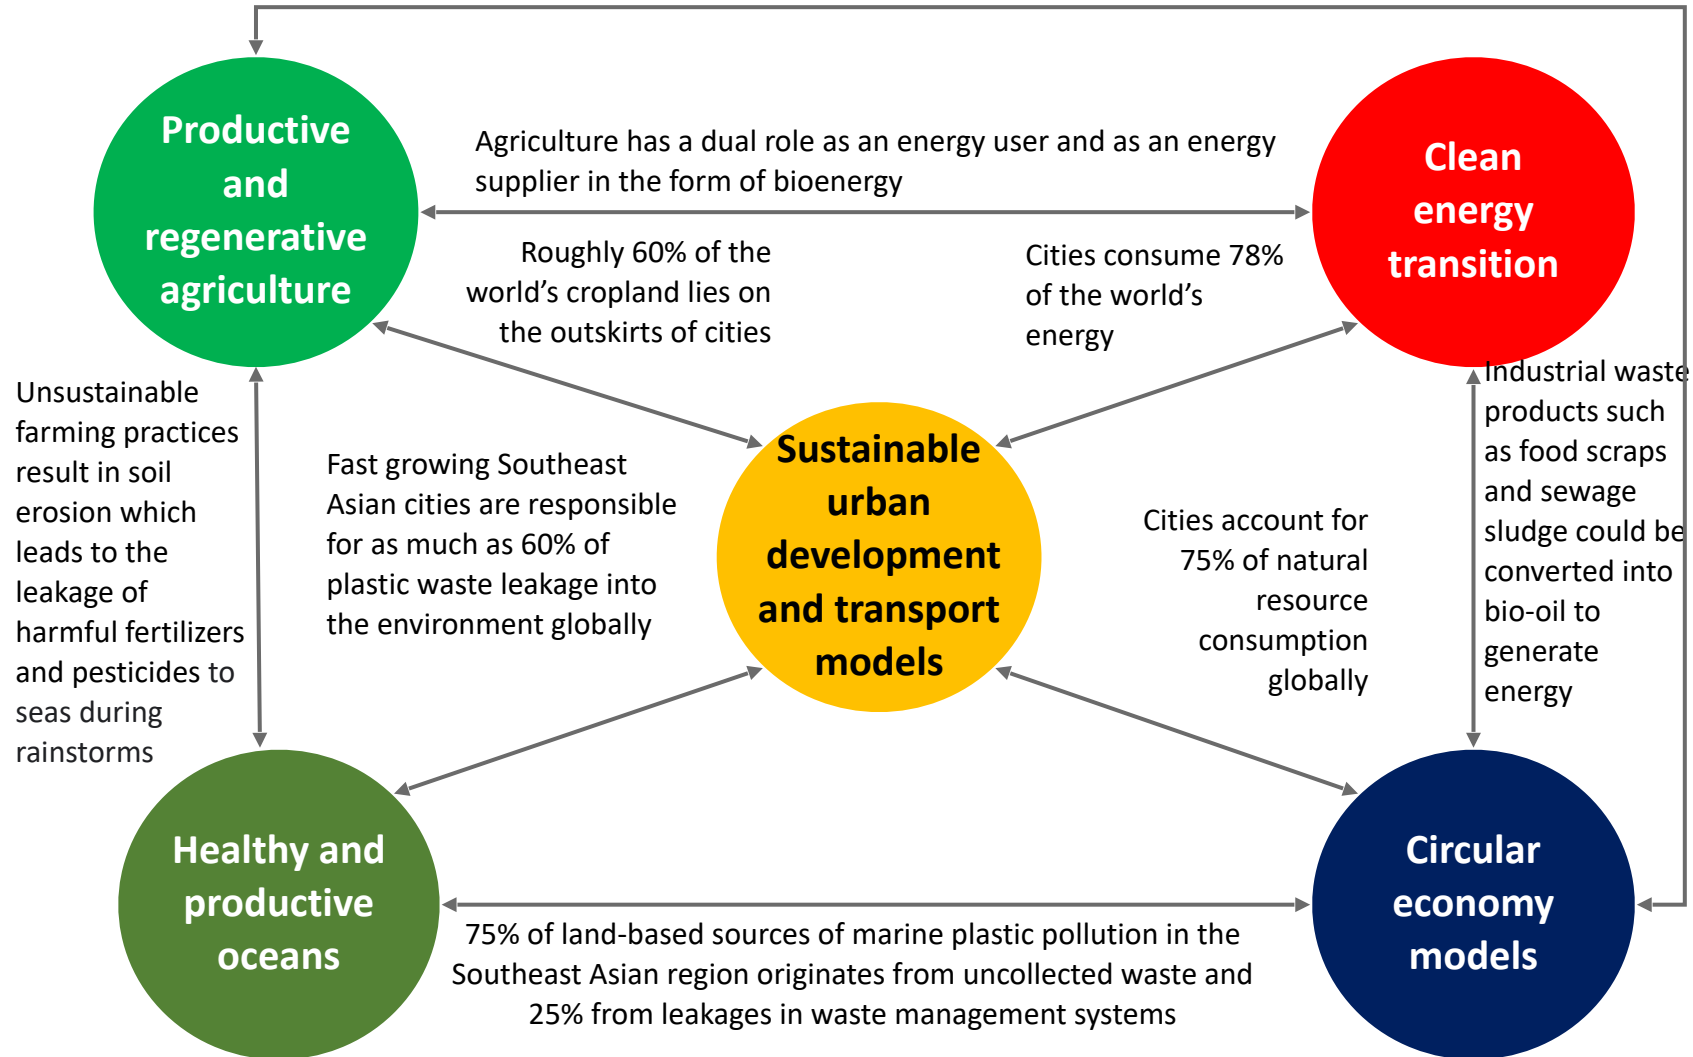 Productive
and
regenerative
agriculture
Agriculture has a dual role as an energy user and as an energy
supplier in the form of bioenergy
Clean
energy
transition
Roughly 60% of the
world’s cropland lies on
the outskirts of cities
Cities consume 78%
of the world’s
energy
Unsustainable
farming practices
result in soil
erosion which
leads to the
leakage of
harmful fertilizers
and pesticides to
seas during
rainstorms
Fast growing Southeast
Asian cities are responsible
for as much as 60% of
plastic waste leakage into
the environment globally
Sustainable
urban
development
and transport
models
Cities account for
75% of natural
resource
consumption
globally
Industrial waste
products such
as food scraps
and sewage
sludge could be
converted into
bio-oil to
generate
energy
Healthy and
productive
oceans
75% of land-based sources of marine plastic pollution in the
Southeast Asian region originates from uncollected waste and
25% from leakages in waste management systems
Circular
economy
models